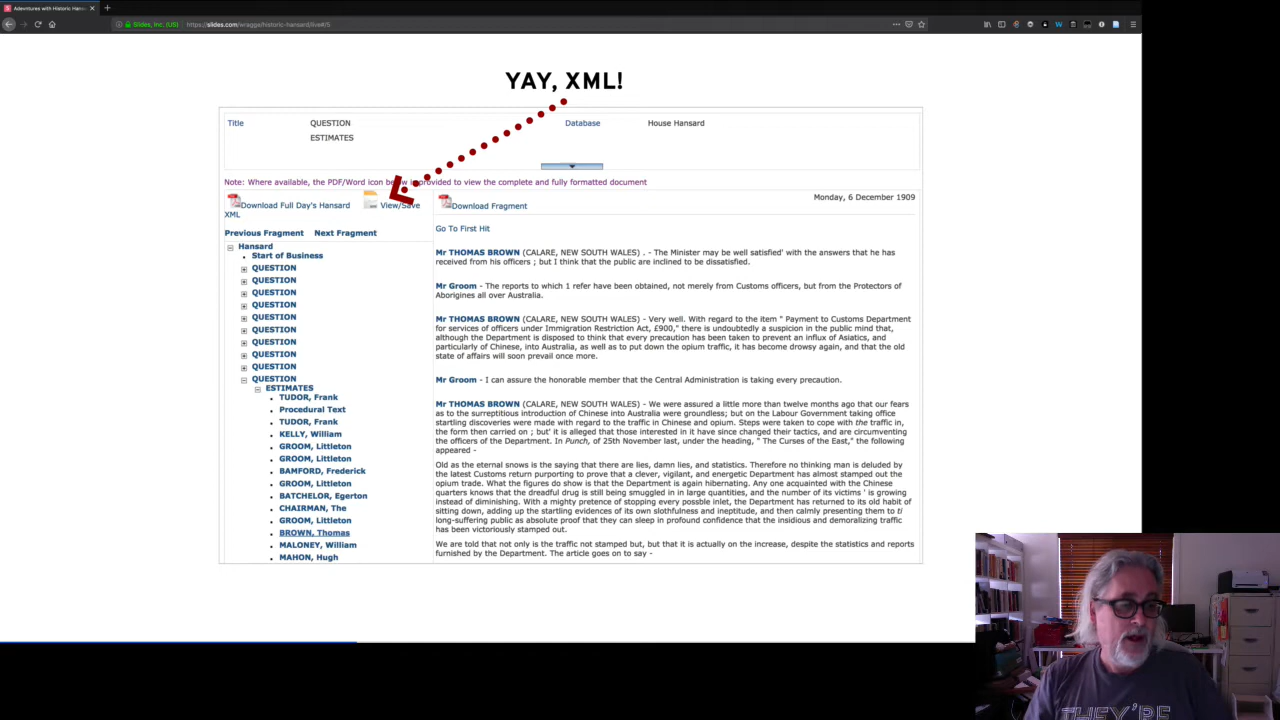 Adevntures with Historic Hans
Slides, Inc. (US)
https://slides.com/wragge/historic-hansard/live#/5
YAY, XML!
Title
QUESTION
Database
House Hansard
ESTIMATES
Note: Where available, the PDF/Word icon below is provided to view the complete and fully formatted document
Download Full Day's Hansard
View/Save
XML
Download Fragment
Monday, 6 December 1909
Previous Fragment
Next Fragment
Hansard
Start of Business
QUESTION
QUESTION
QUESTION
QUESTION
QUESTION
QUESTION
QUESTION
QUESTION
QUESTION
QUESTION
ESTIMATES
TUDOR, Frank
Procedural Text
TUDOR, Frank
KELLY, William
GROOM, Littleton
GROOM, Littleton
BAMFORD, Frederick
GROOM, Littleton
BATCHELOR, Egerton
CHAIRMAN, The
GROOM, Littleton
BROWN, Thomas
MALONEY, William
MAHON, Hugh
Go To First Hit
Mr THOMAS BROWN (CALARE, NEW SOUTH WALES) . - The Minister may be well satisfied' with the answers that he has
received from his officers ; but I think that the public are inclined to be dissatisfied.
Mr Groom - The reports to which 1 refer have been obtained, not merely from Customs officers, but from the Protectors of
Aborigines all over Australia.
Mr THOMAS BROWN (CALARE, NEW SOUTH WALES) - Very well. With regard to the item " Payment to Customs Department
for services of officers under Immigration Restriction Act, £900," there is undoubtedly a suspicion in the public mind that,
although the Department is disposed to think that every precaution has been taken to prevent an influx of Asiatics, and
particularly of Chinese, into Australia, as well as to put down the opium traffic, it has become drowsy again, and that the old
state of affairs will soon prevail once more.
Mr Groom - I can assure the honorable member that the Central Administration is taking every precaution.
Mr THOMAS BROWN (CALARE, NEW SOUTH WALES) - We were assured a little more than twelve months ago that our fears
as to the surreptitious introduction of Chinese into Australia were groundless; but on the Labour Government taking office
startling discoveries were made with regard to the traffic in Chinese and opium. Steps were taken to cope with the traffic in,
the form then carried on ; but' it is alleged that those interested in it have since changed their tactics, and are circumventing
the officers of the Department. In Punch, of 25th November last, under the heading, " The Curses of the East," the following
appeared -
Old as the eternal snows is the saying that there are lies, damn lies, and statistics. Therefore no thinking man is deluded by
the latest Customs return purporting to prove that a clever, vigilant, and energetic Department has almost stamped out the
opium trade. What the figures do show is that the Department is again hibernating. Any one acquainted with the Chinese
quarters knows that the dreadful drug is still being smuggled in in large quantities, and the number of its victims ' is growing
instead of diminishing. With a mighty pretence of stopping every possble inlet, the Department has returned to its old habit of
sitting down, adding up the startling evidences of its own slothfulness and ineptitude, and then calmly presenting them to ti
long-suffering public as absolute proof that they can sleep in profound confidence that the insidious and demoralizing traffic
has been victoriously stamped out.
We are told that not only is the traffic not stamped but, but that it is actually on the increase, despite the statistics and reports
furnished by the Department. The article goes on to say -
THEY'RE